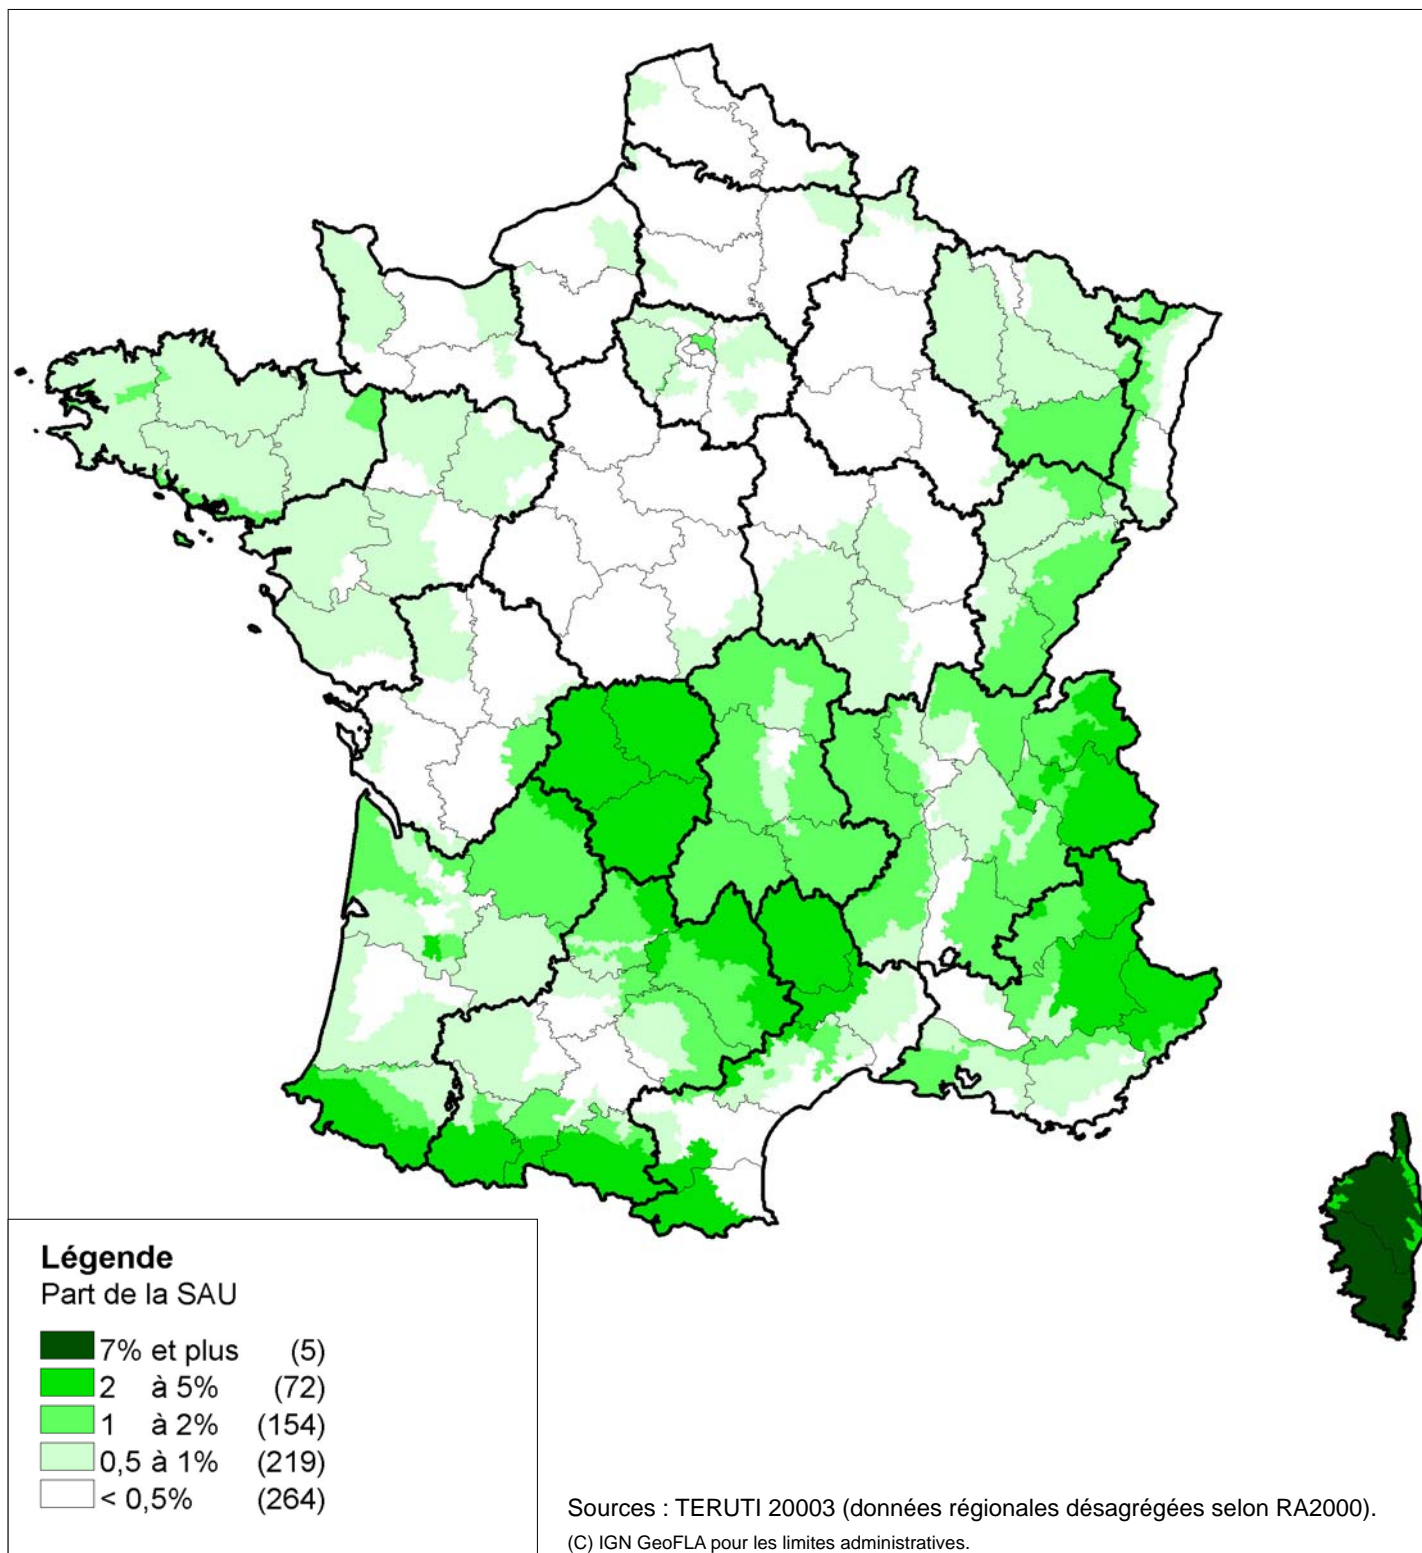 Légende
Part de la SAU
7% et plus (5)
2 à 5% (72)
1 à 2% (154)
0,5 à 1% (219)
< 0,5% (264)
Sources : TERUTI 20003 (données régionales désagrégées selon RA2000).
(C) IGN GeoFLA pour les limites administratives.